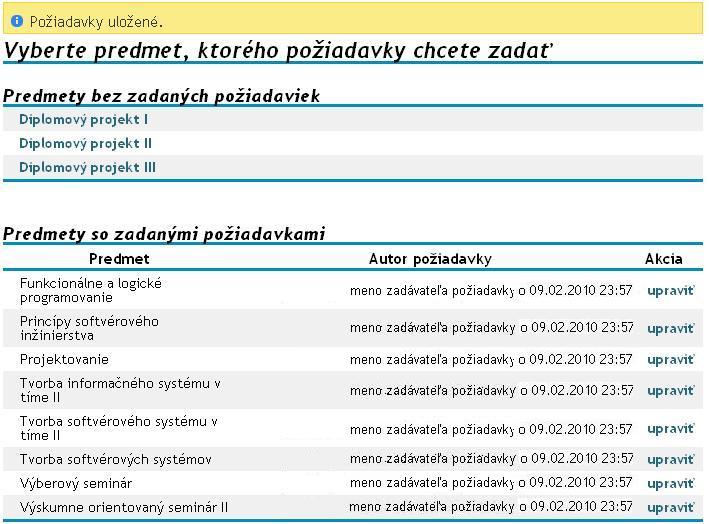 Požiadavky uložené.
Vyberte predmet, ktorého požiadavky chcete zadať
Predmety bez zadaných požiadaviek
Diplomový projekt I
Diplomový projekt II
Diplomový projekt III
Predmety so zadanými požiadavkami
Predmet Autor požiadavky Akcia
Funkcionálne a logické
programovanie
meno zadávateľa požiadavky o 09.02.2010 23:57 upraviť
Princípy softvérového
inžinierstva
meno zadávateľa požiadavky o 09.02.2010 23:57 upraviť
Projektovanie meno zadávateľa požiadavky o 09.02.2010 23:57 upraviť
Tvorba informačného systému v
tíme II
meno zadávateľa požiadavky o 09.02.2010 23:57 upraviť
Tvorba softvérového systému v
tíme II
meno zadávateľa požiadavky o 09.02.2010 23:57 upraviť
Tvorba softvérových systémov meno zadávateľa požiadavky o 09.02.2010 23:57 upraviť
Výberový seminár meno zadávateľa požiadavky o 09.02.2010 23:57 upraviť
Výskumne orientovaný seminár II meno zadávateľa požiadavky o 09.02.2010 23:57 upraviť